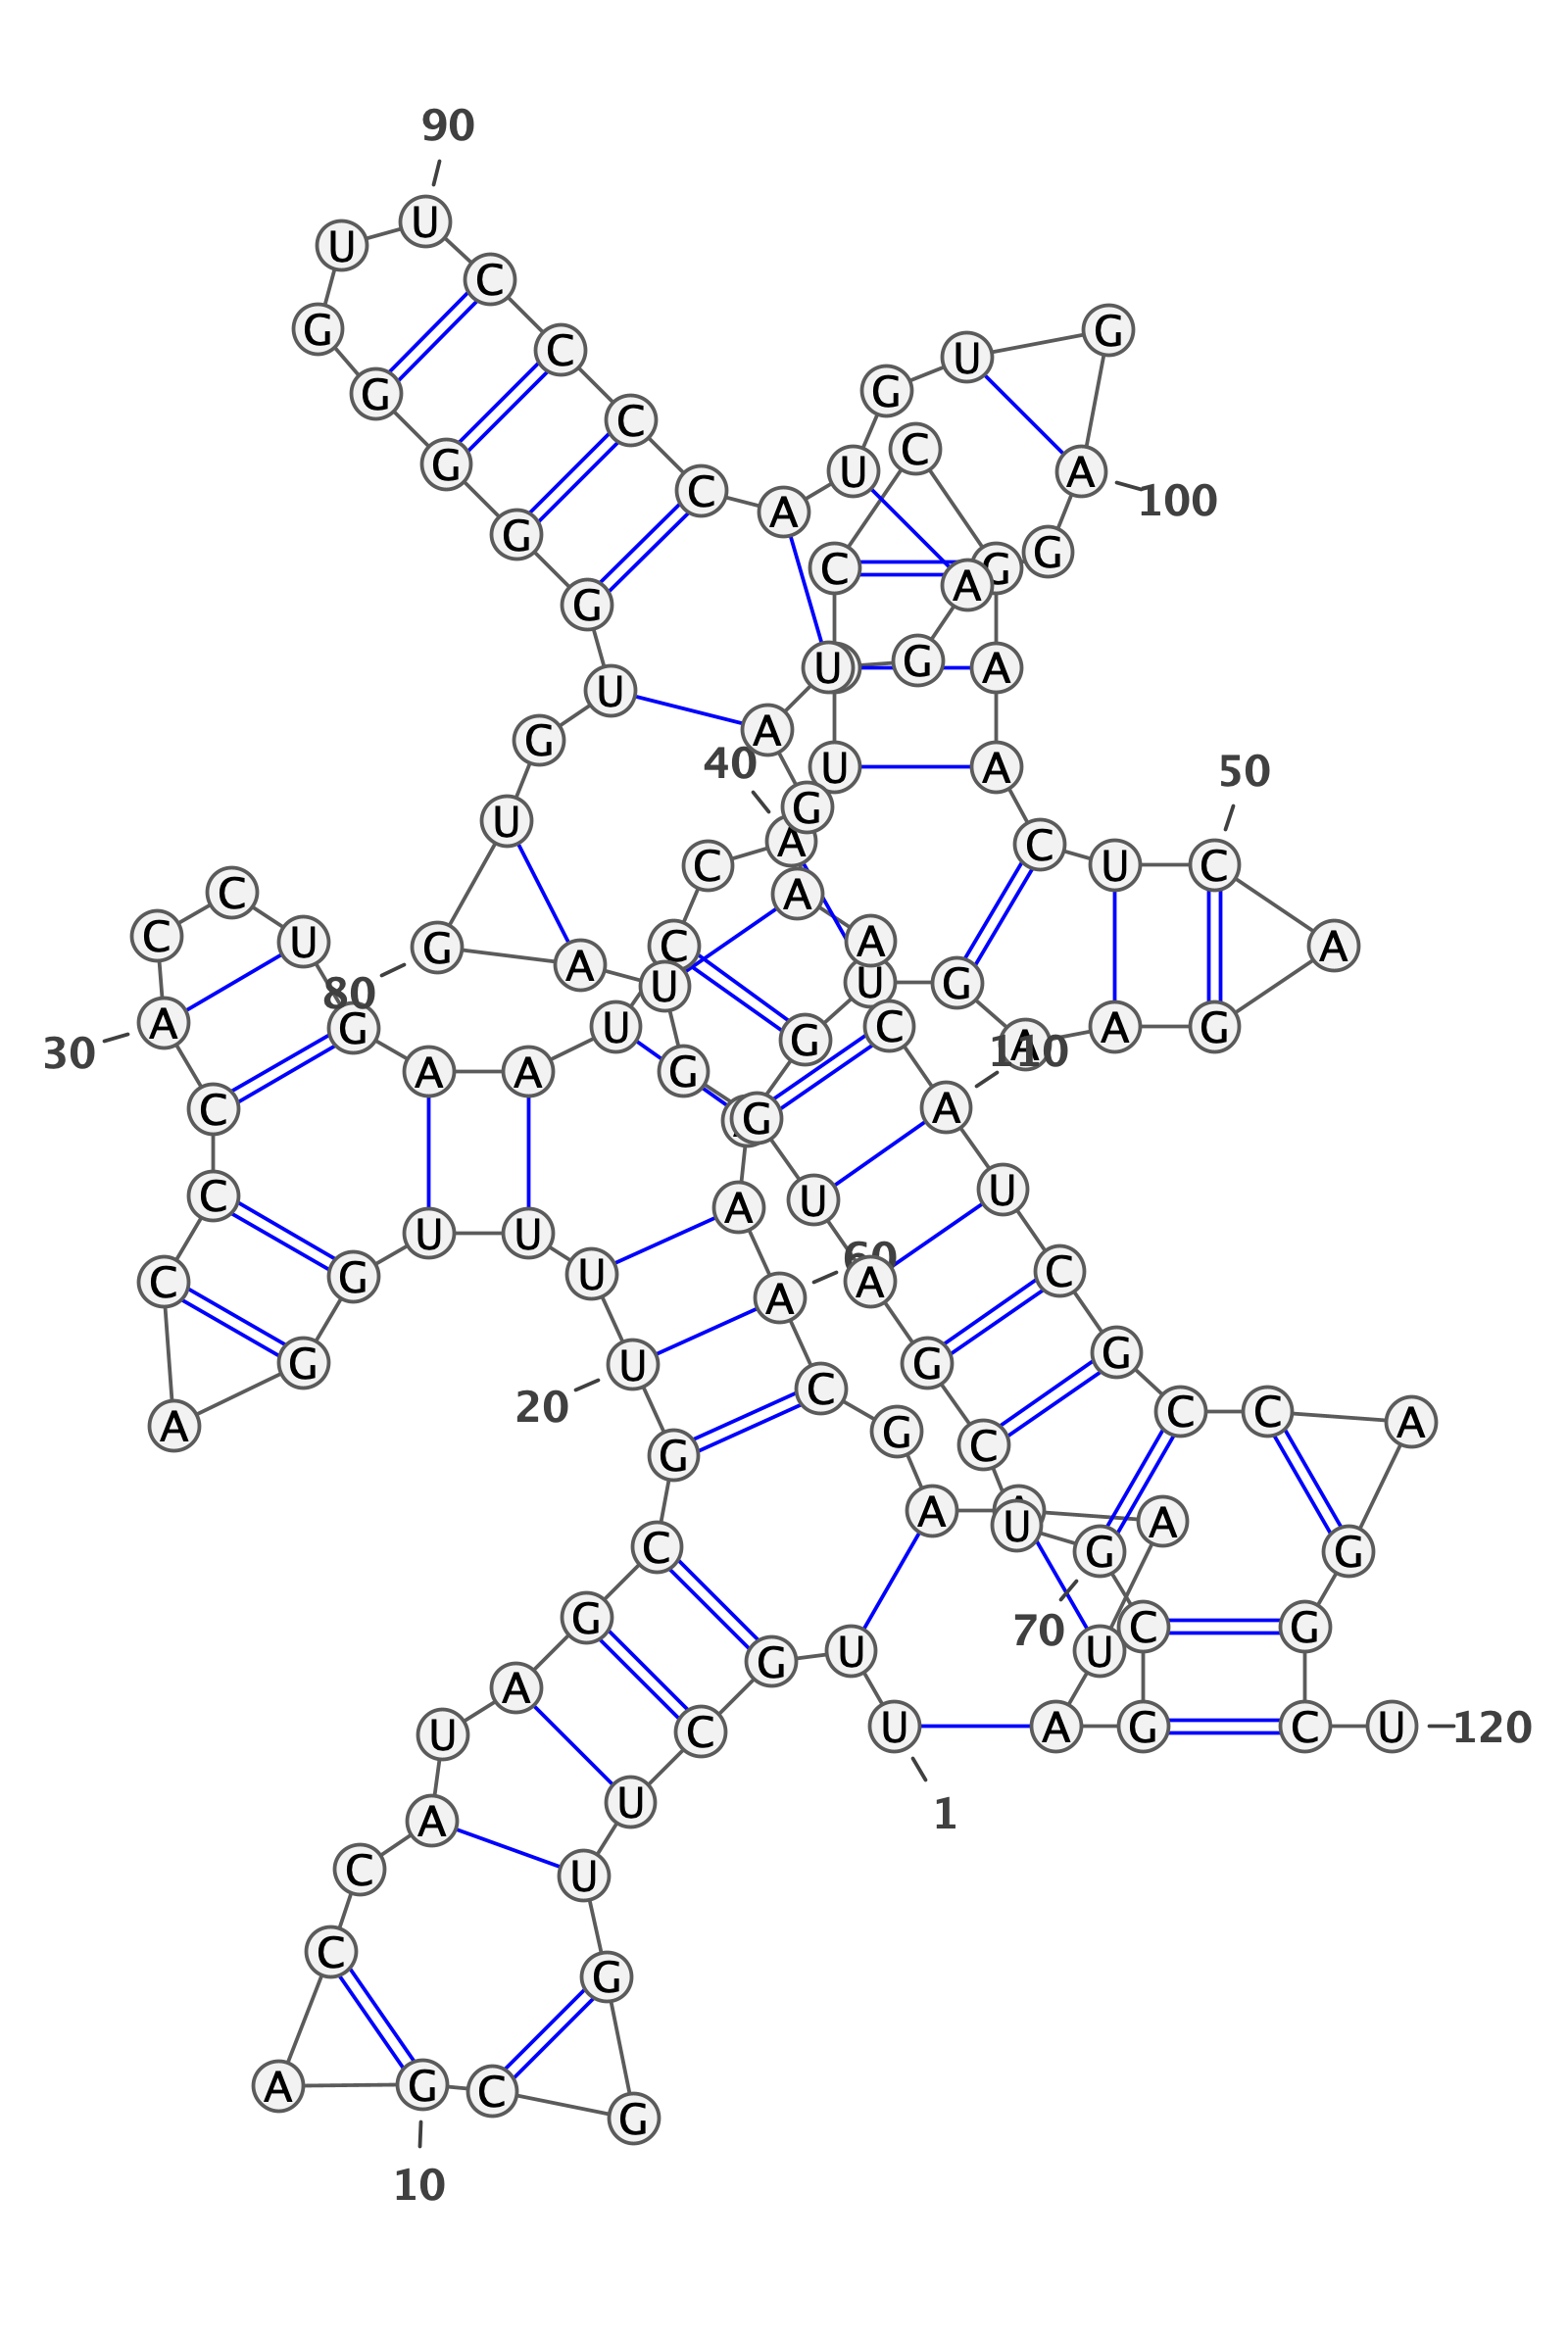 90
U
U
C
G G
C U
G G
C
C
G U A
C 100
A
G G
C G
A
G
U G A
U
A
G
40 U A 50
G
U
A C
C U C
C A
C U G C A A
A
80 U U G
A G U C A A G
30 G 110
A A G
C G A
C A U U
U U
60
C G U A C
A
G U G G
20 C
A G C C A
G C
A U A
C G G
G 70 C G
U U
G
A
U C U A G C U 120
U 1
A
C U
C G
A G C G
10